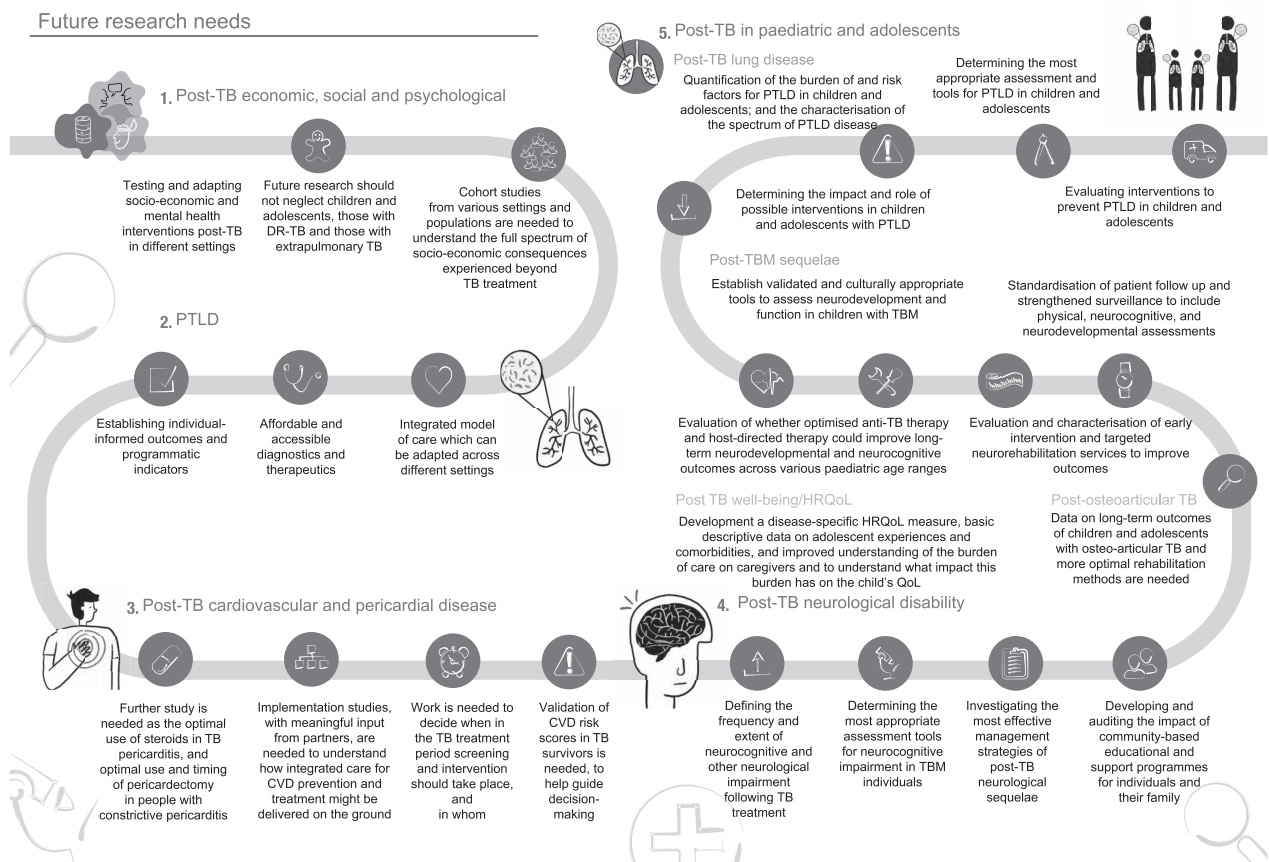 Future research needs
1. Post-TB economic, social and psychological
Testing and adapting
socio-economic and
mental health
interventions post-TB
in different settings
Future research should
not neglect children and
adolescents, those with
DR-TB and those with
extrapulmonary TB
Cohort studies
from various settings and
populations are needed to
understand the full spectrum of
socio-economic consequences
experienced beyond
TB treatment
2. PTLD
Establishing individual-
informed outcomes and
programmatic
indicators
Affordable and
accessible
diagnostics and
therapeutics
Integrated model
of care which can
be adapted across
different settings
3. Post-TB cardiovascular and pericardial disease
Further study is
needed as the optimal
use of steroids in TB
pericarditis, and
optimal use and timing
of pericardectomy
in people with
constrictive pericarditis
Implementation studies,
with meaningful input
from partners, are
needed to understand
how integrated care for
CVD prevention and
treatment might be
delivered on the ground
Work is needed to
decide when in
the TB treatment
period screening
and intervention
should take place,
and
in whom
Validation of
CVD risk
scores in TB
survivors is
needed, to
help guide
decision-
making
4. Post-TB neurological disability
Defining the
frequency and
extent of
neurocognitive and
other neurological
impairment
following TB
treatment
Determining the
most appropriate
assessment tools
for neurocognitive
impairment in TBM
individuals
Investigating the
most effective
management
strategies of
post-TB
neurological
sequelae
Developing and
auditing the impact of
community-based
educational and
support programmes
for individuals and
their family
5. Post-TB in paediatric and adolescents
Post-TB lung disease
Quantification of the burden of and risk
factors for PTLD in children and
adolescents; and the characterisation of
the spectrum of PTLD disease
Determining the most
appropriate assessment and
tools for PTLD in children and
adolescents
Determining the impact and role of
possible interventions in children
and adolescents with PTLD
Evaluating interventions to
prevent PTLD in children and
adolescents
Post-TBM sequelae
Establish validated and culturally appropriate
tools to assess neurodevelopment and
function in children with TBM
Standardisation of patient follow up and
strengthened surveillance to include
physical, neurocognitive, and
neurodevelopmental assessments
Evaluation of whether optimised anti-TB therapy
and host-directed therapy could improve long-
term neurodevelopmental and neurocognitive
outcomes across various paediatric age ranges
Evaluation and characterisation of early
intervention and targeted
neurorehabilitation services to improve
outcomes
Post TB well-being/HRQoL
Development a disease-specific HRQoL measure, basic
descriptive data on adolescent experiences and
comorbidities, and improved understanding of the burden
of care on caregivers and to understand what impact this
burden has on the child's QoL
Post-osteoarticular TB
Data on long-term outcomes
of children and adolescents
with osteo-articular TB and
more optimal rehabilitation
methods are needed